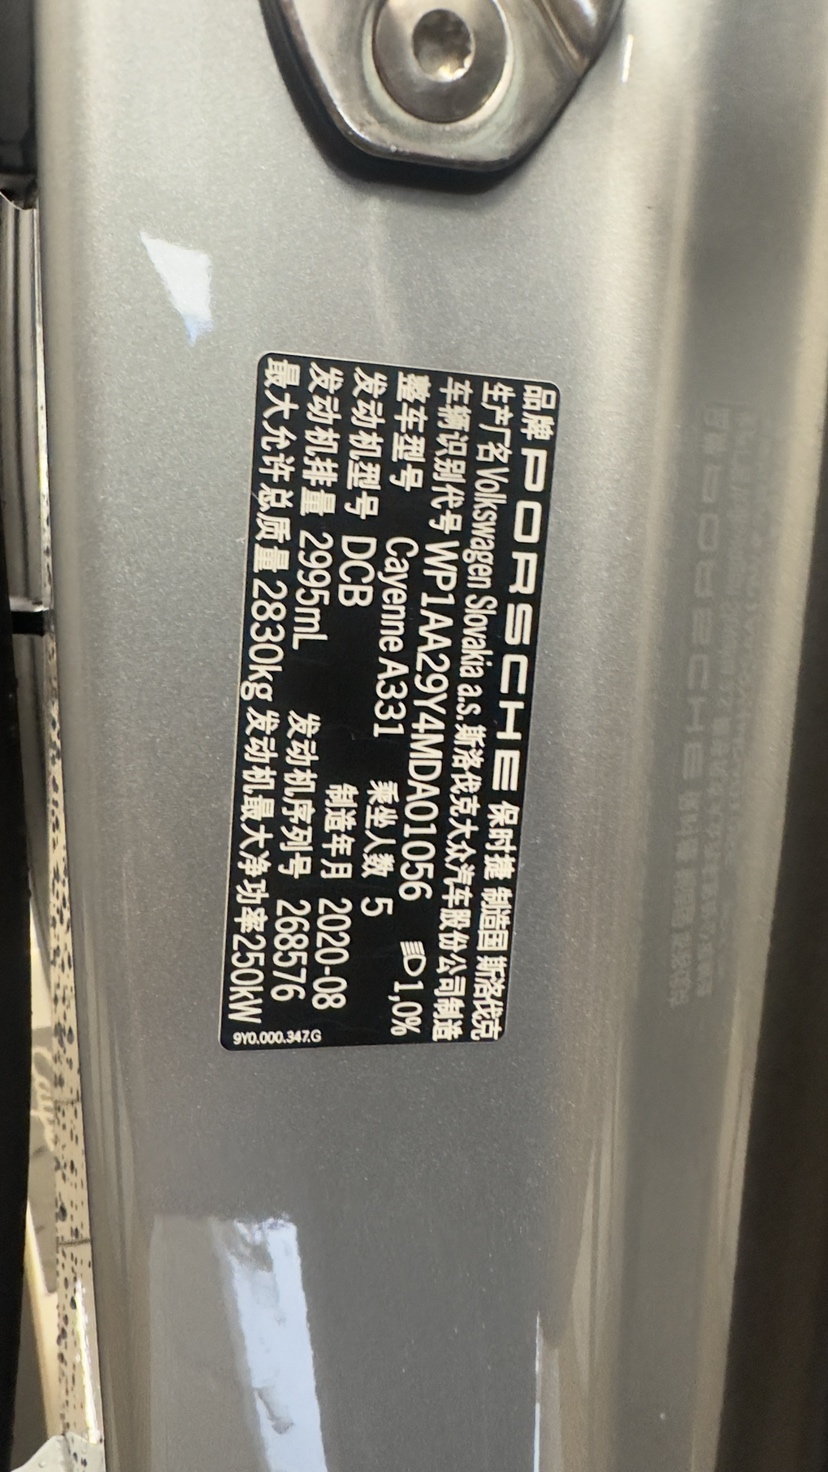 品牌 PORSCHE 保时捷 制造国 斯洛伐克
生产厂名 Volkswagen Slovakia a.s. 斯洛伐克大众汽车股份公司制造
车辆识别代号 WP1AA29Y4MDA01056
整车型号 Cayenne A331 乘坐人数 5 1,0%
发动机型号 DCB 制造年月 2020-08
发动机排量 2995mL 发动机序列号 268576
最大允许总质量 2830kg 发动机最大净功率 250kW
9Y0.000.347.G